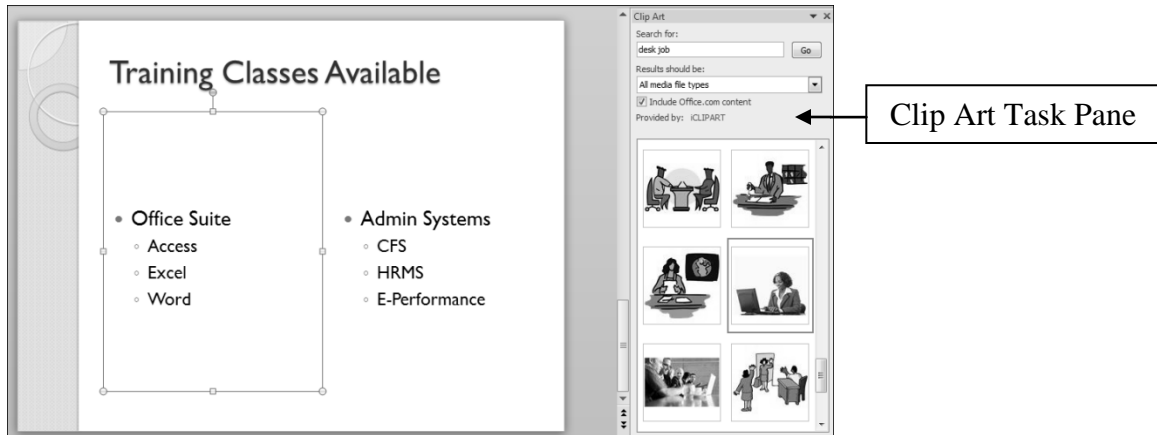 Training Classes Available
• Office Suite
◦ Access
◦ Excel
◦ Word
• Admin Systems
◦ CFS
◦ HRMS
◦ E-Performance
Clip Art
Search for:
desk job
Go
Results should be:
All media file types
Include Office.com content
Provided by: iCLIPART
Clip Art Task Pane